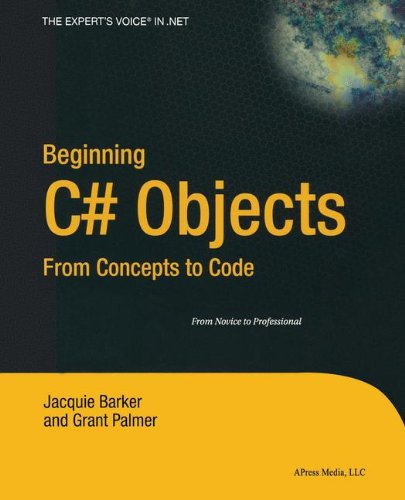 THE EXPERT'S VOICE® IN .NET
Beginning
C# Objects
From Concepts to Code
From Novice to Professional
Jacquie Barker
and Grant Palmer
APress Media, LLC